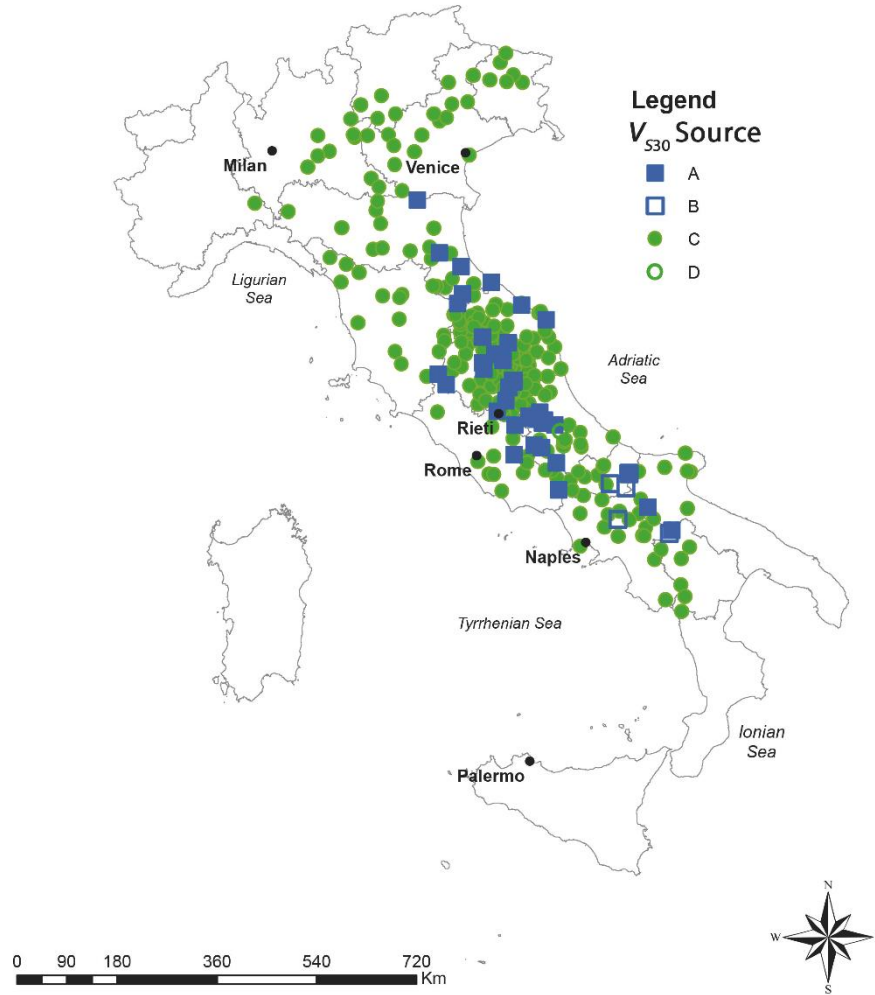 Legend
V_S30 Source
A
B
C
D
Milan
Venice
Ligurian
Sea
Adriatic
Sea
Rieti
Rome
Naples
Tyrrhenian Sea
Ionian
Sea
Palermo
N
W
S
0 90 180 360 540 720
Km